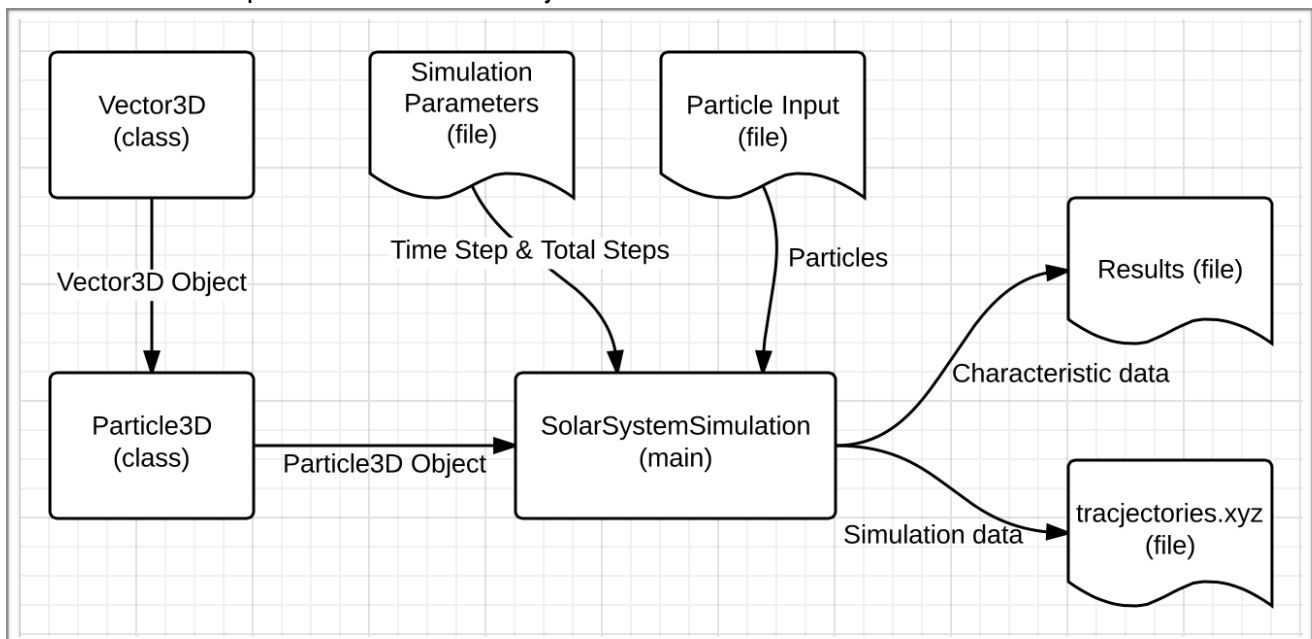 Vector3D
(class)
Simulation
Parameters
(file)
Particle Input
(file)
Time Step & Total Steps
Particles
Vector3D Object
Results (file)
Characteristic data
Particle3D
(class)
Particle3D Object
SolarSystemSimulation
(main)
Simulation data
tracjectories.xyz
(file)